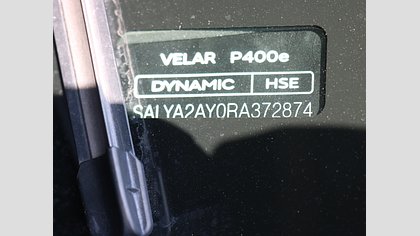 VELAR P400e
DYNAMIC HSE
SALYA2AY0RA372874